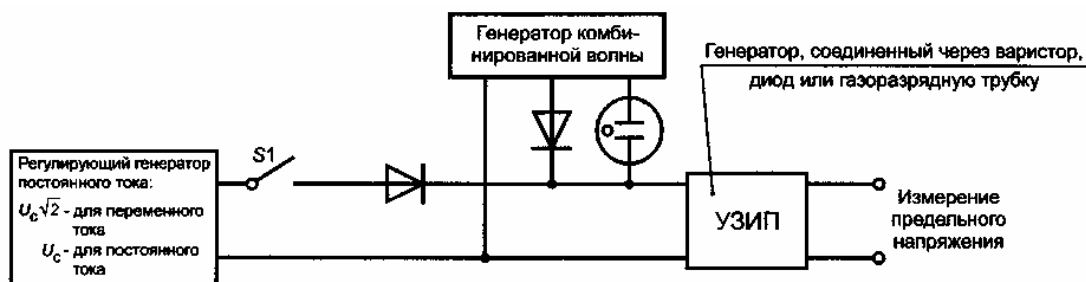 Генератор комби-
нированной волны
Генератор, соединенный через варистор,
диод или газоразрядную трубку
Регулирующий генератор
постоянного тока:
U_c√2 - для переменного
тока
U_c - для постоянного
тока
S1
УЗИП
Измерение
предельного
напряжения